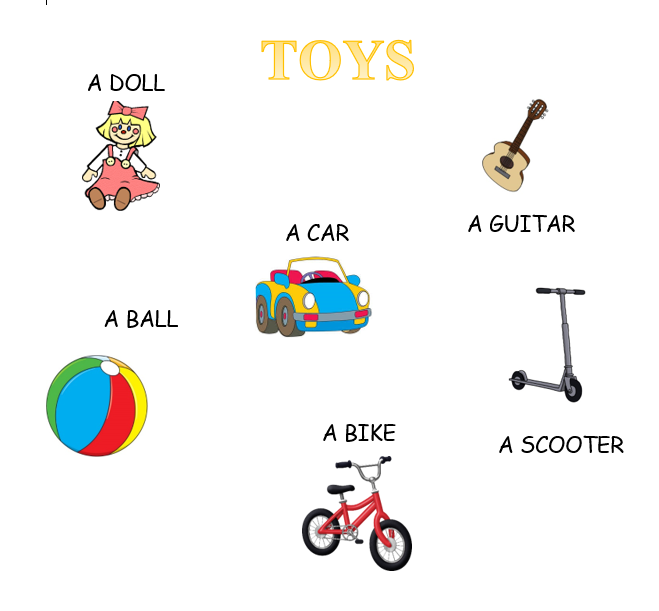 TOYS
A DOLL
A GUITAR
A CAR
A BALL
A BIKE
A SCOOTER